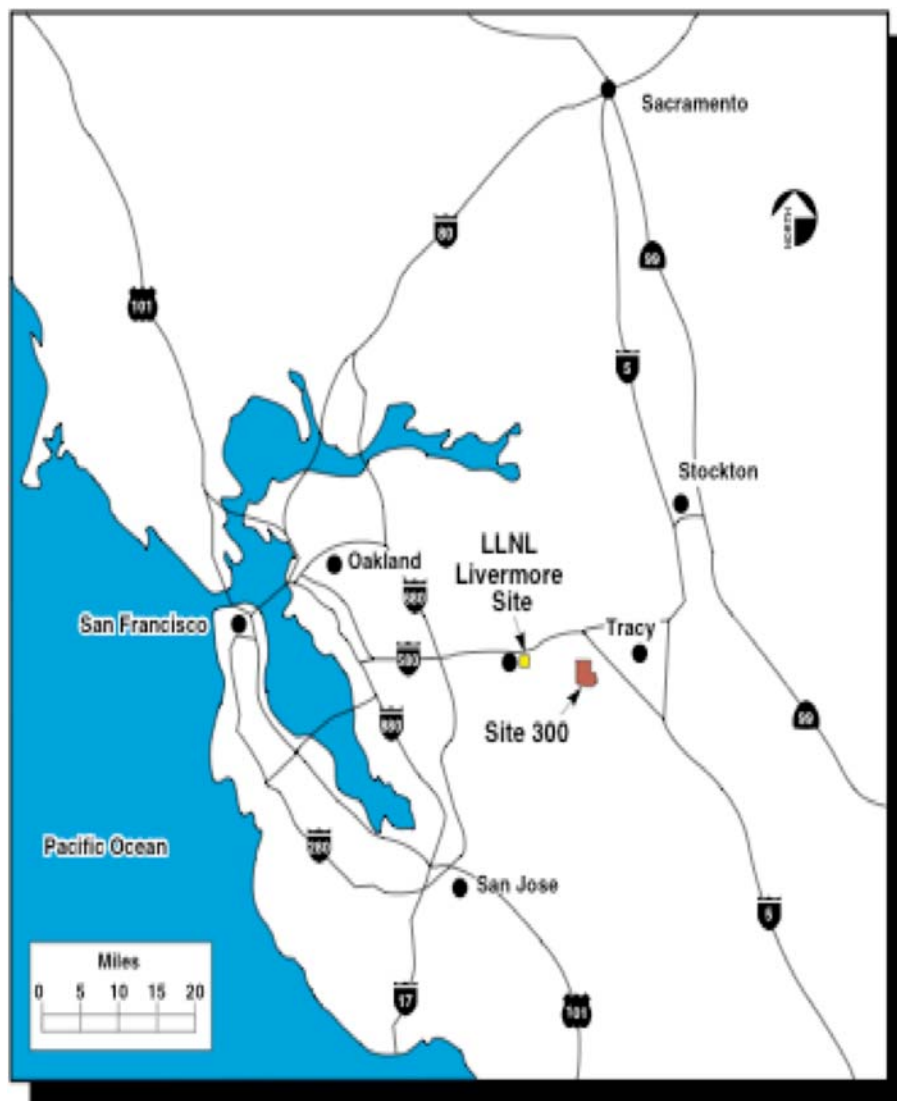 Sacramento
NORTH
80
99
101
5
Stockton
LLNL
Livermore
Site
Oakland
680
San Francisco
Tracy
580
Site 300
880
99
Pacific Ocean
280
San Jose
5
Miles
0 5 10 15 20
17
101